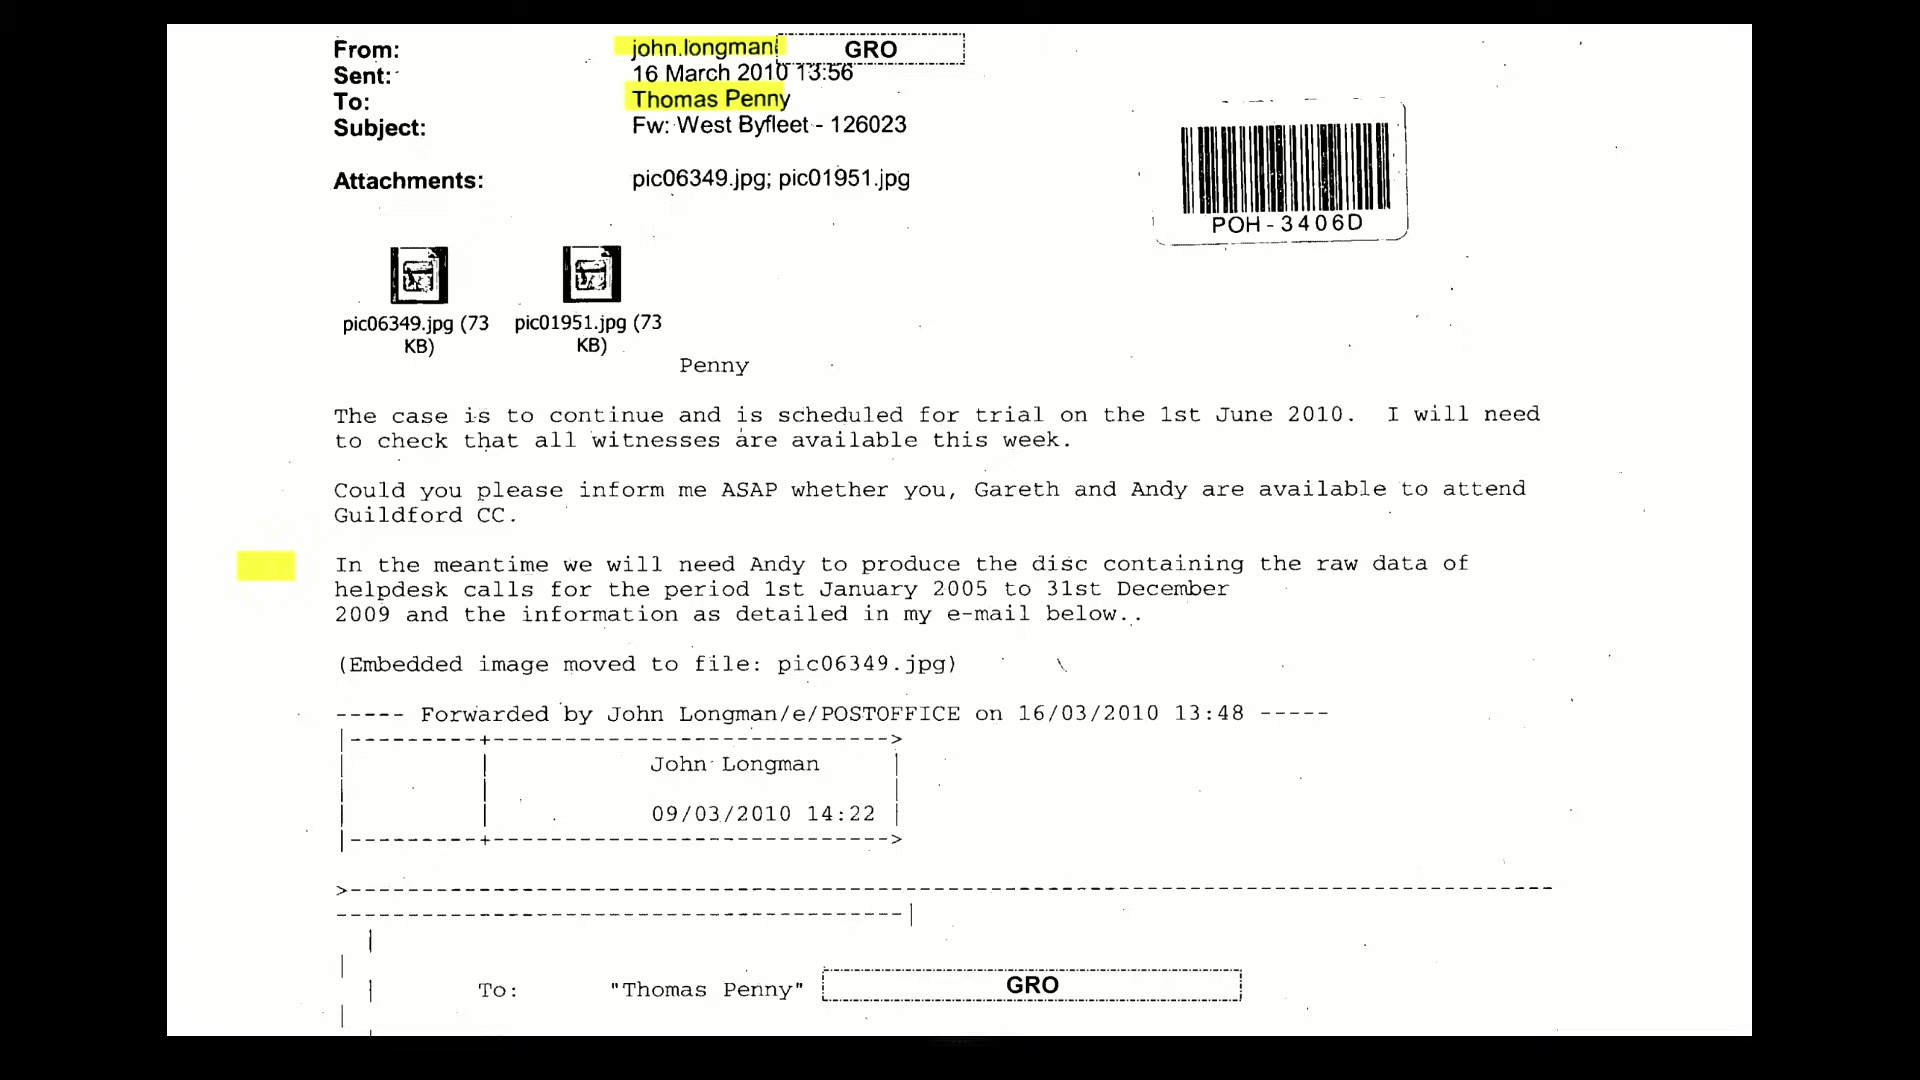 From: john.longman GRO
Sent: 16 March 2010 13:56
To: Thomas Penny
Subject: Fw: West Byfleet - 126023
Attachments: pic06349.jpg; pic01951.jpg
POH-3406D
pic06349.jpg (73 KB)
pic01951.jpg (73 KB)
Penny
The case is to continue and is scheduled for trial on the 1st June 2010. I will need
to check that all witnesses are available this week.
Could you please inform me ASAP whether you, Gareth and Andy are available to attend
Guildford CC.
In the meantime we will need Andy to produce the disc containing the raw data of
helpdesk calls for the period 1st January 2005 to 31st December
2009 and the information as detailed in my e-mail below..
(Embedded image moved to file: pic06349.jpg)
----- Forwarded by John Longman/e/POSTOFFICE on 16/03/2010 13:48 -----
John Longman
09/03/2010 14:22
To: "Thomas Penny" GRO